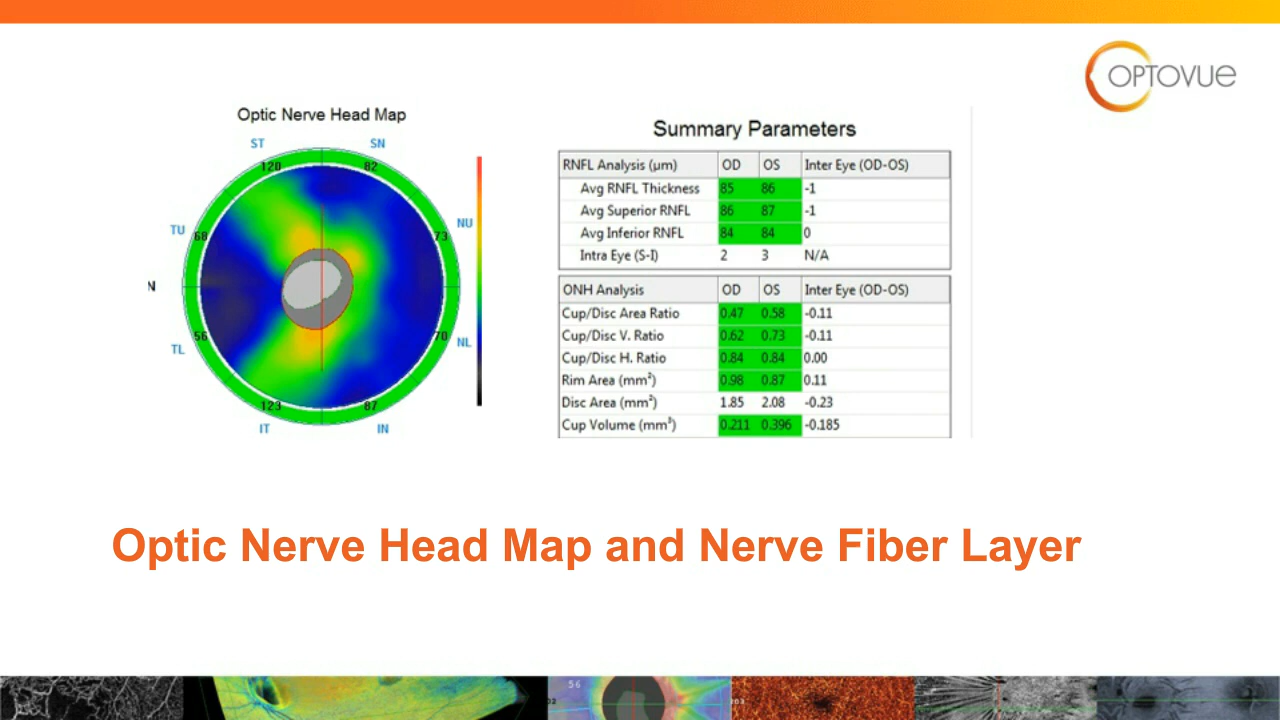 OPTOVUE
Optic Nerve Head Map
ST SN
120 82
TU NU
68 73
N
56 70
TL NL
123 87
IT IN
Summary Parameters
RNFL Analysis (µm) OD OS Inter Eye (OD-OS)
Avg RNFL Thickness 85 86 -1
Avg Superior RNFL 86 87 -1
Avg Inferior RNFL 84 84 0
Intra Eye (S-I) 2 3 N/A
ONH Analysis OD OS Inter Eye (OD-OS)
Cup/Disc Area Ratio 0.47 0.58 -0.11
Cup/Disc V. Ratio 0.62 0.73 -0.11
Cup/Disc H. Ratio 0.84 0.84 0.00
Rim Area (mm²) 0.98 0.87 0.11
Disc Area (mm²) 1.85 2.08 -0.23
Cup Volume (mm³) 0.211 0.396 -0.185
Optic Nerve Head Map and Nerve Fiber Layer
56
103